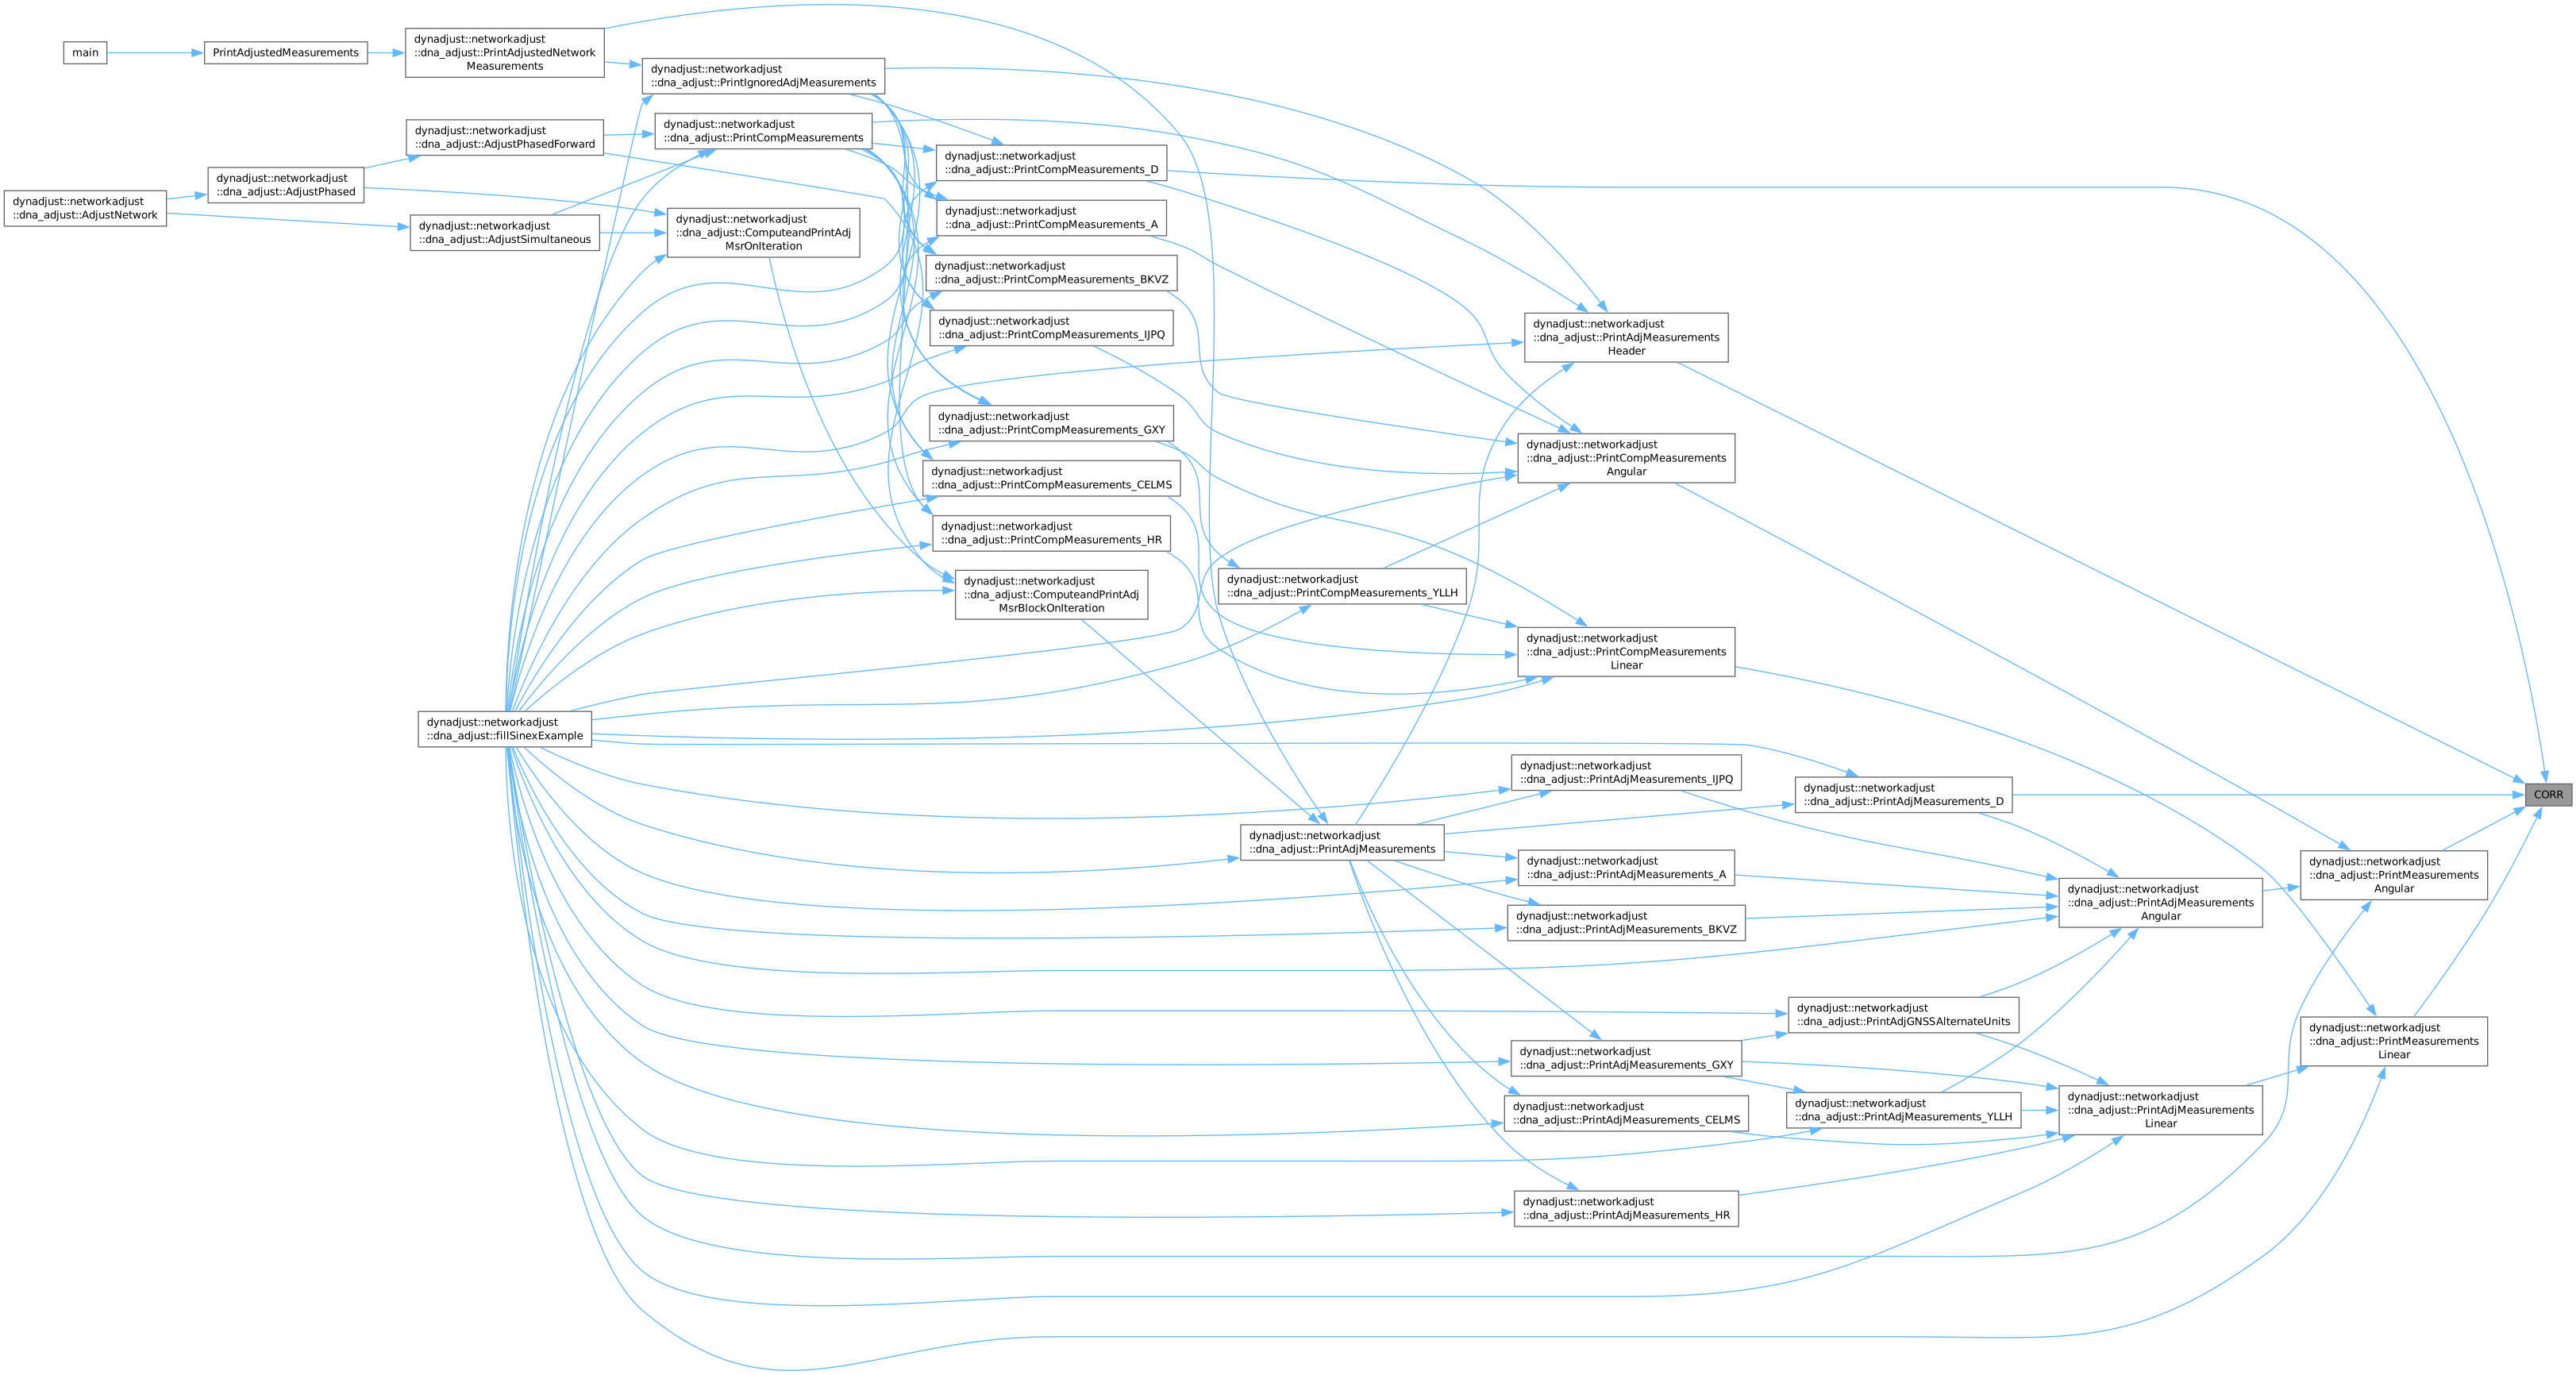 main
PrintAdjustedMeasurements
dynadjust::networkadjust
::dna_adjust::PrintAdjustedNetwork
Measurements
dynadjust::networkadjust
::dna_adjust::PrintIgnoredAdjMeasurements
dynadjust::networkadjust
::dna_adjust::AdjustPhasedForward
dynadjust::networkadjust
::dna_adjust::PrintCompMeasurements
dynadjust::networkadjust
::dna_adjust::PrintCompMeasurements_D
dynadjust::networkadjust
::dna_adjust::AdjustPhased
dynadjust::networkadjust
::dna_adjust::AdjustNetwork
dynadjust::networkadjust
::dna_adjust::AdjustSimultaneous
dynadjust::networkadjust
::dna_adjust::ComputeandPrintAdj
MsrOnIteration
dynadjust::networkadjust
::dna_adjust::PrintCompMeasurements_A
dynadjust::networkadjust
::dna_adjust::PrintCompMeasurements_BKVZ
dynadjust::networkadjust
::dna_adjust::PrintCompMeasurements_IJPQ
dynadjust::networkadjust
::dna_adjust::PrintAdjMeasurements
Header
dynadjust::networkadjust
::dna_adjust::PrintCompMeasurements_GXY
dynadjust::networkadjust
::dna_adjust::PrintCompMeasurements
Angular
dynadjust::networkadjust
::dna_adjust::PrintCompMeasurements_CELMS
dynadjust::networkadjust
::dna_adjust::PrintCompMeasurements_HR
dynadjust::networkadjust
::dna_adjust::ComputeandPrintAdj
MsrBlockOnIteration
dynadjust::networkadjust
::dna_adjust::PrintCompMeasurements_YLLH
dynadjust::networkadjust
::dna_adjust::PrintCompMeasurements
Linear
dynadjust::networkadjust
::dna_adjust::fillSinexExample
dynadjust::networkadjust
::dna_adjust::PrintAdjMeasurements_IJPQ
dynadjust::networkadjust
::dna_adjust::PrintAdjMeasurements_D
CORR
dynadjust::networkadjust
::dna_adjust::PrintAdjMeasurements
dynadjust::networkadjust
::dna_adjust::PrintAdjMeasurements_A
dynadjust::networkadjust
::dna_adjust::PrintMeasurements
Angular
dynadjust::networkadjust
::dna_adjust::PrintAdjMeasurements
Angular
dynadjust::networkadjust
::dna_adjust::PrintAdjMeasurements_BKVZ
dynadjust::networkadjust
::dna_adjust::PrintAdjGNSSAlternateUnits
dynadjust::networkadjust
::dna_adjust::PrintMeasurements
Linear
dynadjust::networkadjust
::dna_adjust::PrintAdjMeasurements_GXY
dynadjust::networkadjust
::dna_adjust::PrintAdjMeasurements_CELMS
dynadjust::networkadjust
::dna_adjust::PrintAdjMeasurements_YLLH
dynadjust::networkadjust
::dna_adjust::PrintAdjMeasurements
Linear
dynadjust::networkadjust
::dna_adjust::PrintAdjMeasurements_HR